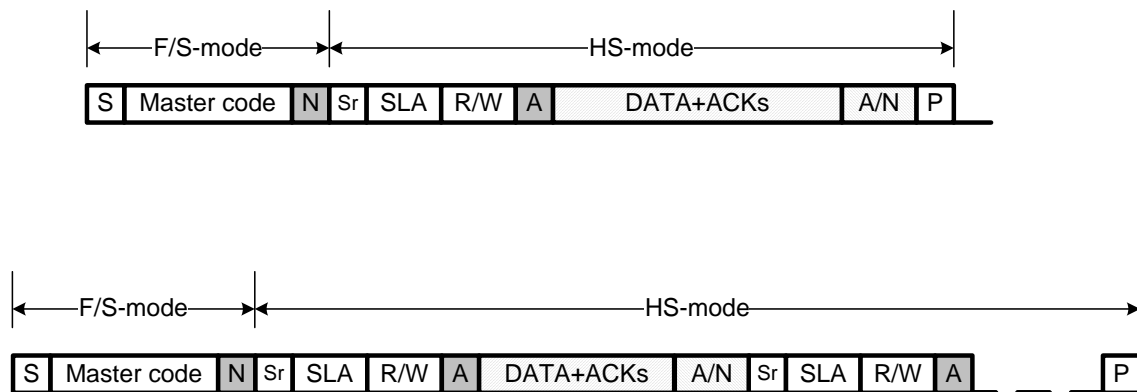 F/S-mode HS-mode
S Master code N Sr SLA R/W A DATA+ACKs A/N P
F/S-mode HS-mode
S Master code N Sr SLA R/W A DATA+ACKs A/N Sr SLA R/W A P